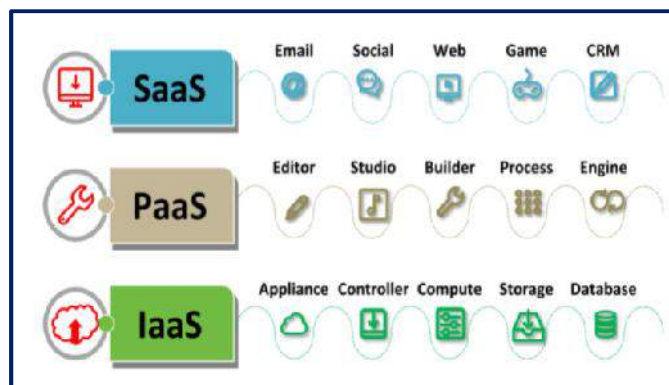 Email Social Web Game CRM
SaaS
Editor Studio Builder Process Engine
PaaS
Appliance Controller Compute Storage Database
IaaS